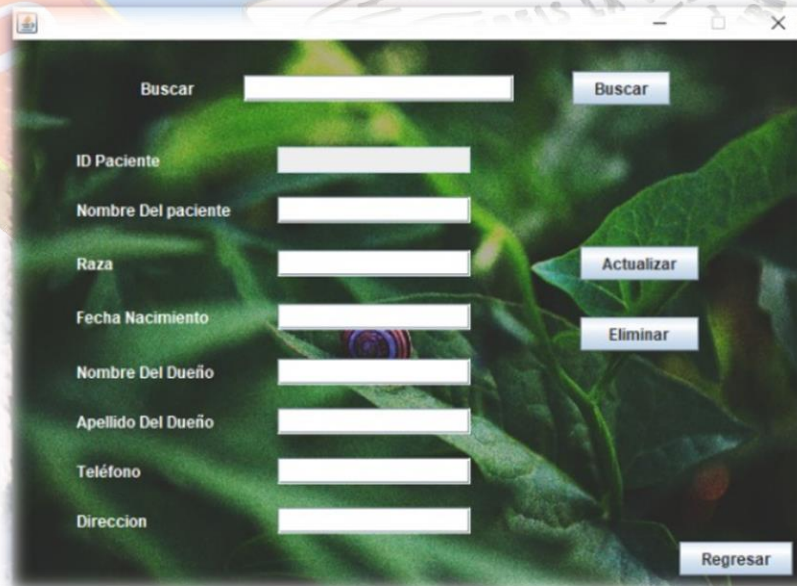 Buscar Buscar
ID Paciente
Nombre Del paciente
Raza
Actualizar
Fecha Nacimiento
Eliminar
Nombre Del Dueño
Apellido Del Dueño
Teléfono
Direccion
Regresar